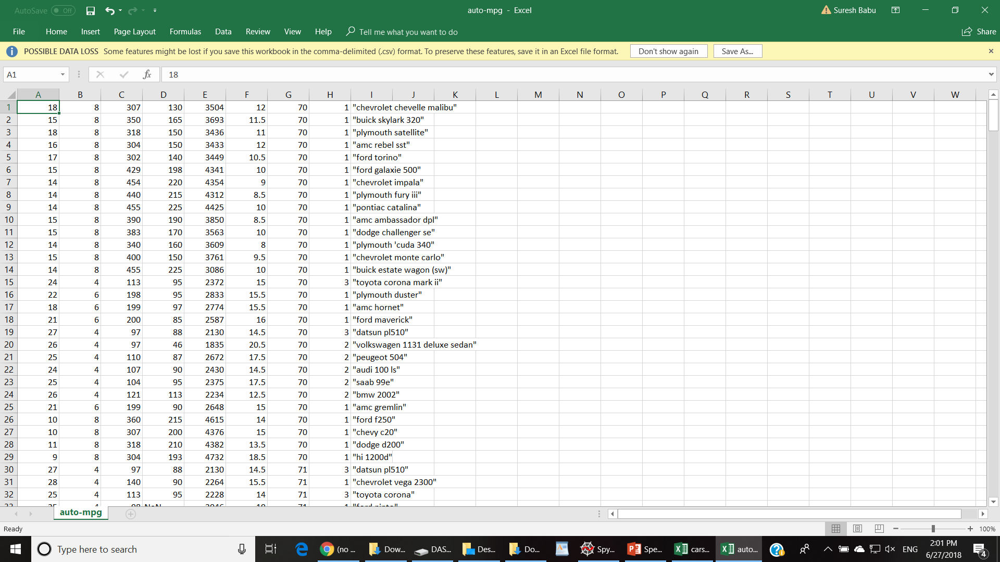 AutoSave Off
auto-mpg - Excel
Suresh Babu
File Home Insert Page Layout Formulas Data Review View Help Tell me what you want to do Share
POSSIBLE DATA LOSS Some features might be lost if you save this workbook in the comma-delimited (.csv) format. To preserve these features, save it in an Excel file format. Don't show again Save As...
A1 fx 18
A B C D E F G H I J K L M N O P Q R S T U V W
1 18 8 307 130 3504 12 70 1 "chevrolet chevelle malibu"
2 15 8 350 165 3693 11.5 70 1 "buick skylark 320"
3 18 8 318 150 3436 11 70 1 "plymouth satellite"
4 16 8 304 150 3433 12 70 1 "amc rebel sst"
5 17 8 302 140 3449 10.5 70 1 "ford torino"
6 15 8 429 198 4341 10 70 1 "ford galaxie 500"
7 14 8 454 220 4354 9 70 1 "chevrolet impala"
8 14 8 440 215 4312 8.5 70 1 "plymouth fury iii"
9 14 8 455 225 4425 10 70 1 "pontiac catalina"
10 15 8 390 190 3850 8.5 70 1 "amc ambassador dpl"
11 15 8 383 170 3563 10 70 1 "dodge challenger se"
12 14 8 340 160 3609 8 70 1 "plymouth 'cuda 340"
13 15 8 400 150 3761 9.5 70 1 "chevrolet monte carlo"
14 14 8 455 225 3086 10 70 1 "buick estate wagon (sw)"
15 24 4 113 95 2372 15 70 3 "toyota corona mark ii"
16 22 6 198 95 2833 15.5 70 1 "plymouth duster"
17 18 6 199 97 2774 15.5 70 1 "amc hornet"
18 21 6 200 85 2587 16 70 1 "ford maverick"
19 27 4 97 88 2130 14.5 70 3 "datsun pl510"
20 26 4 97 46 1835 20.5 70 2 "volkswagen 1131 deluxe sedan"
21 25 4 110 87 2672 17.5 70 2 "peugeot 504"
22 24 4 107 90 2430 14.5 70 2 "audi 100 ls"
23 25 4 104 95 2375 17.5 70 2 "saab 99e"
24 26 4 121 113 2234 12.5 70 2 "bmw 2002"
25 21 6 199 90 2648 15 70 1 "amc gremlin"
26 10 8 360 215 4615 14 70 1 "ford f250"
27 10 8 307 200 4376 15 70 1 "chevy c20"
28 11 8 318 210 4382 13.5 70 1 "dodge d200"
29 9 8 304 193 4732 18.5 70 1 "hi 1200d"
30 27 4 97 88 2130 14.5 71 3 "datsun pl510"
31 28 4 140 90 2264 15.5 71 1 "chevrolet vega 2300"
32 25 4 113 95 2228 14 71 3 "toyota corona"
auto-mpg
Ready
100%
Type here to search
(no ... Dow... DAS... Des... Do... Spy... Spe... cars... auto...
ENG
2:01 PM
6/27/2018
4